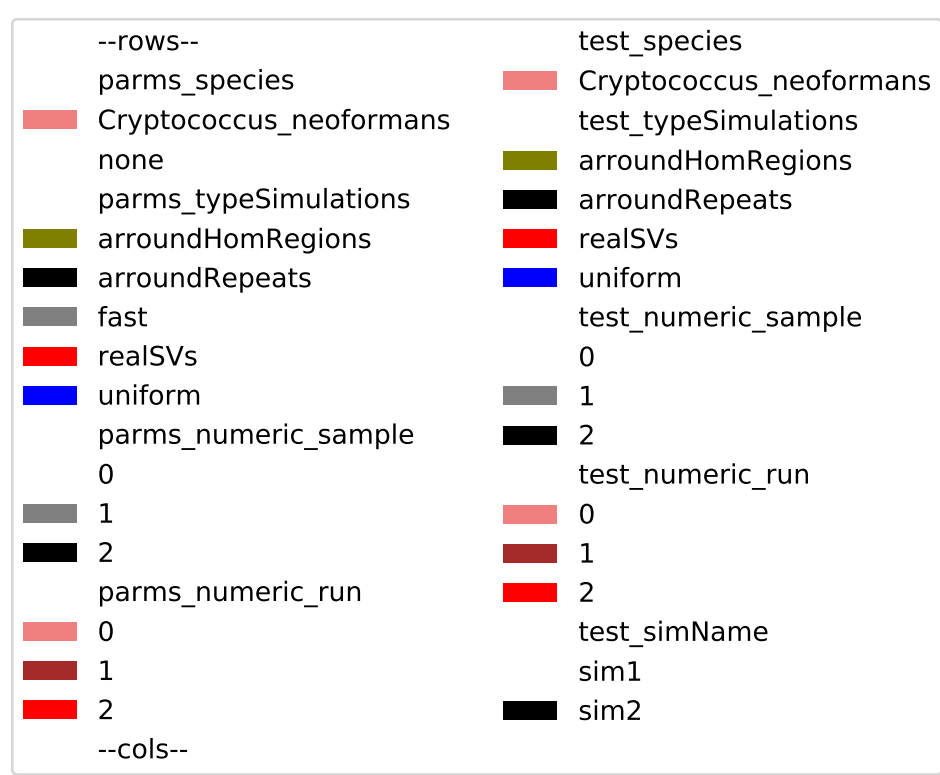 --rows--
parms_species
Cryptococcus_neoformans
none
parms_typeSimulations
arroundHomRegions
arroundRepeats
fast
realSVs
uniform
parms_numeric_sample
0
1
2
parms_numeric_run
0
1
2
--cols--
test_species
Cryptococcus_neoformans
test_typeSimulations
arroundHomRegions
arroundRepeats
realSVs
uniform
test_numeric_sample
0
1
2
test_numeric_run
0
1
2
test_simName
sim1
sim2